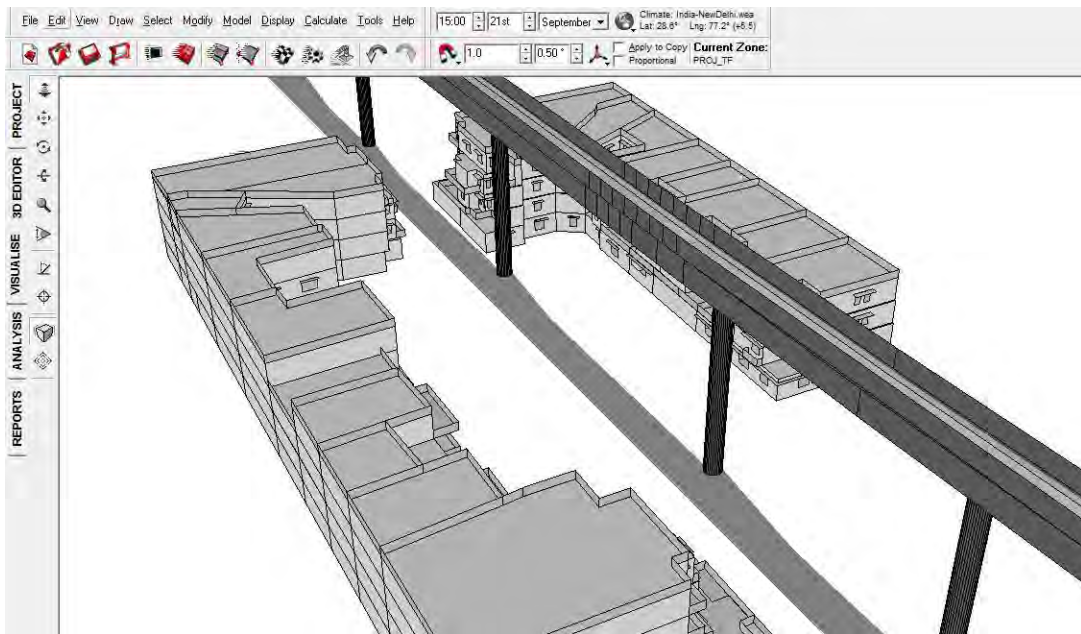 File Edit View Draw Select Modify Model Display Calculate Tools Help
15:00 21st September
Climate: India-NewDelhi.wea
Lat: 28.6° Lng: 77.2° (+5.5)
1.0 0.50 °
Apply to Copy
Proportional
Current Zone:
PROJ_TF
PROJECT
3D EDITOR
VISUALISE
ANALYSIS
REPORTS